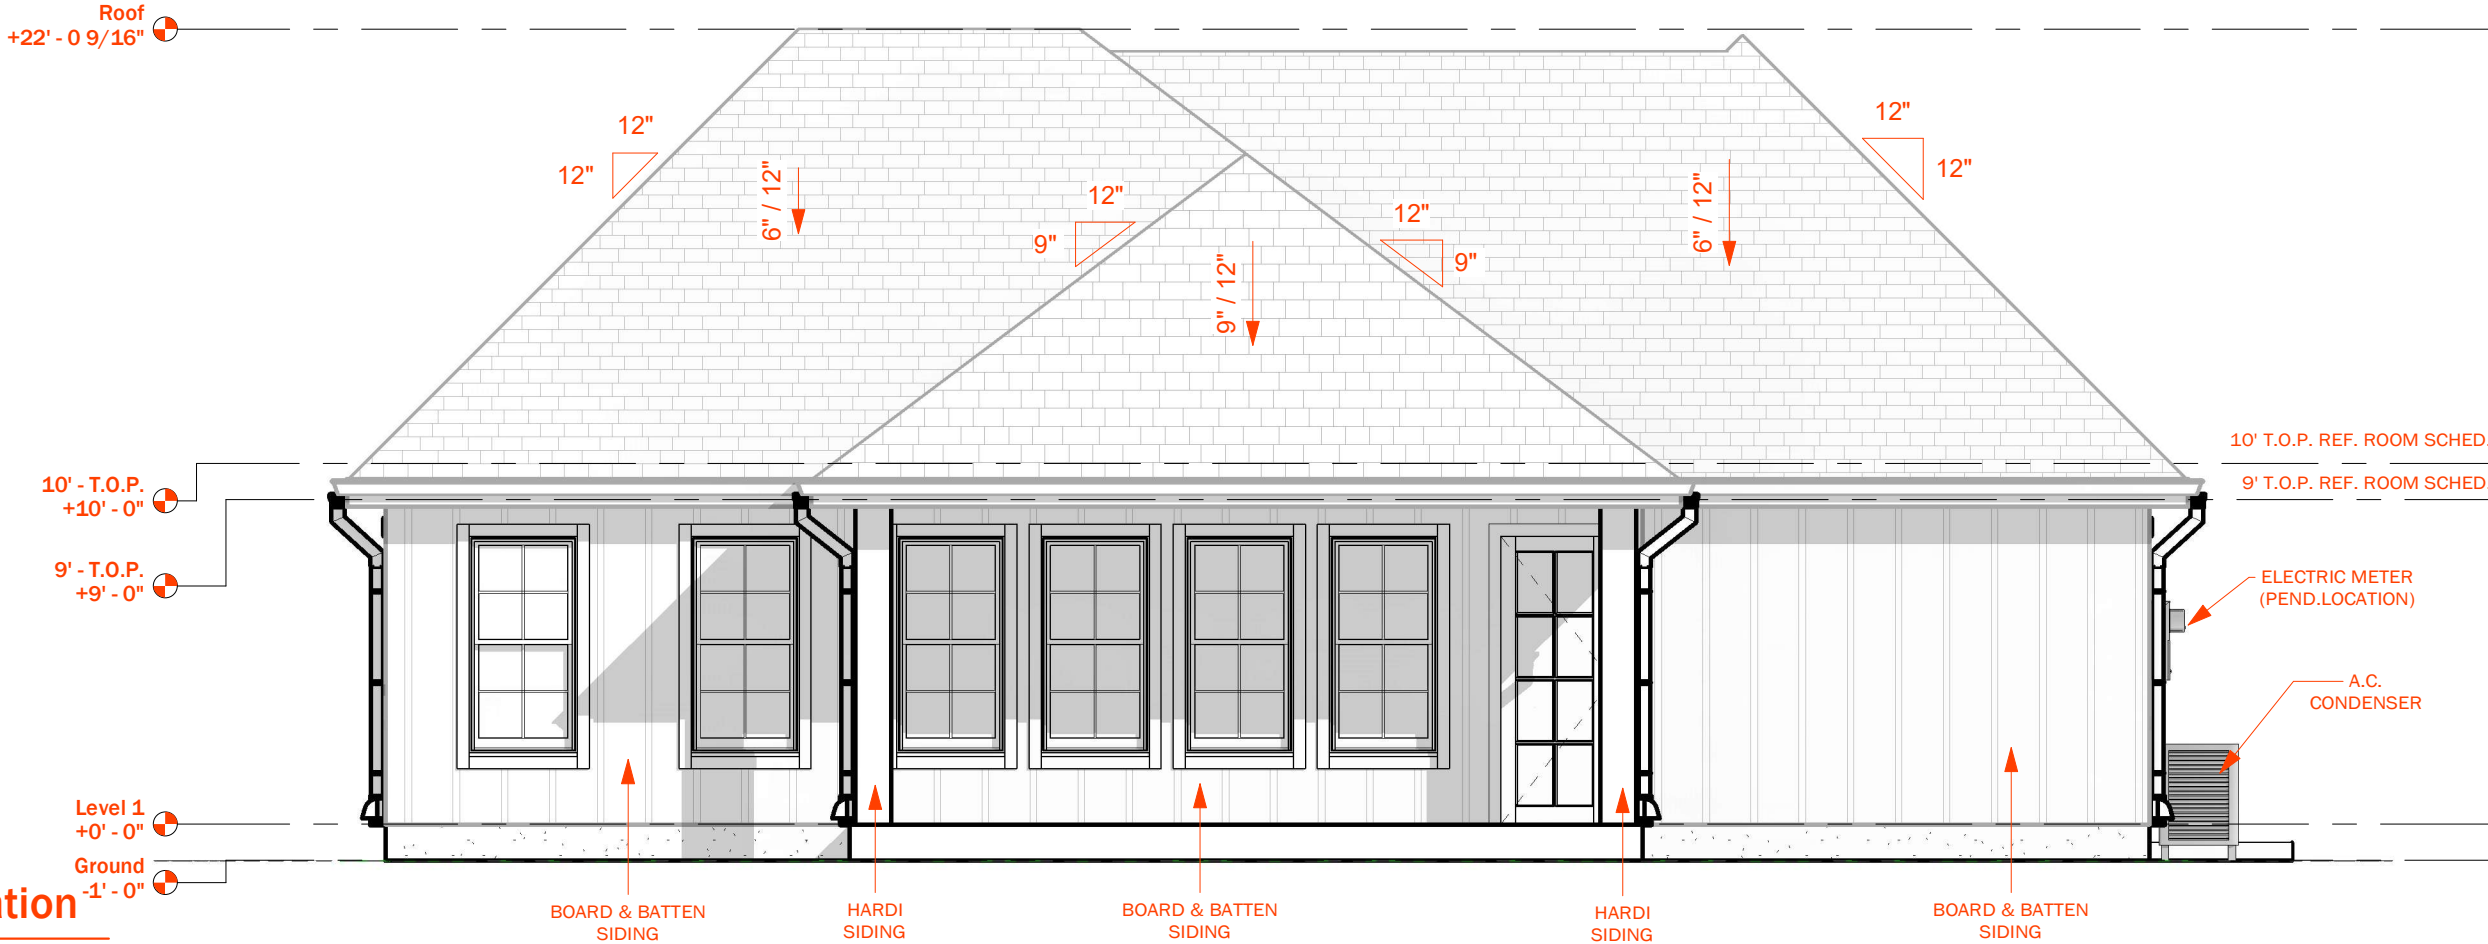 Roof
+22' - 0 9/16"
12"
12"
6" / 12"
12"
9"
9" / 12"
12"
9"
6" / 12"
12"
12"
10' T.O.P. REF. ROOM SCHED.
9' T.O.P. REF. ROOM SCHED
10' - T.O.P.
+10' - 0"
9' - T.O.P.
+9' - 0"
ELECTRIC METER
(PEND.LOCATION)
A.C.
CONDENSER
Level 1
+0' - 0"
Ground
-1' - 0"
ation
BOARD & BATTEN
SIDING
HARDI
SIDING
BOARD & BATTEN
SIDING
HARDI
SIDING
BOARD & BATTEN
SIDING